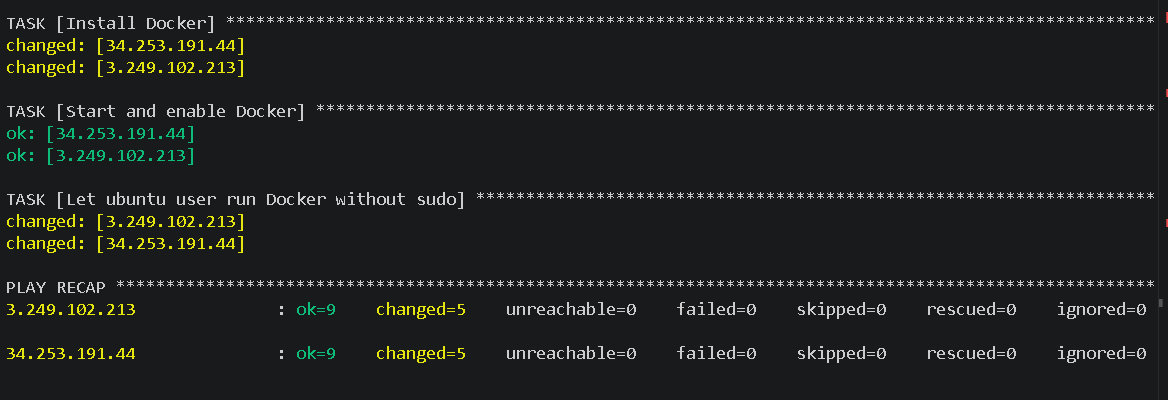 TASK [Install Docker] *********************************************************************************************
changed: [34.253.191.44]
changed: [3.249.102.213]
TASK [Start and enable Docker] ************************************************************************************
ok: [34.253.191.44]
ok: [3.249.102.213]
TASK [Let ubuntu user run Docker without sudo] ********************************************************************
changed: [3.249.102.213]
changed: [34.253.191.44]
PLAY RECAP ********************************************************************************************************
3.249.102.213 : ok=9 changed=5 unreachable=0 failed=0 skipped=0 rescued=0 ignored=0
34.253.191.44 : ok=9 changed=5 unreachable=0 failed=0 skipped=0 rescued=0 ignored=0